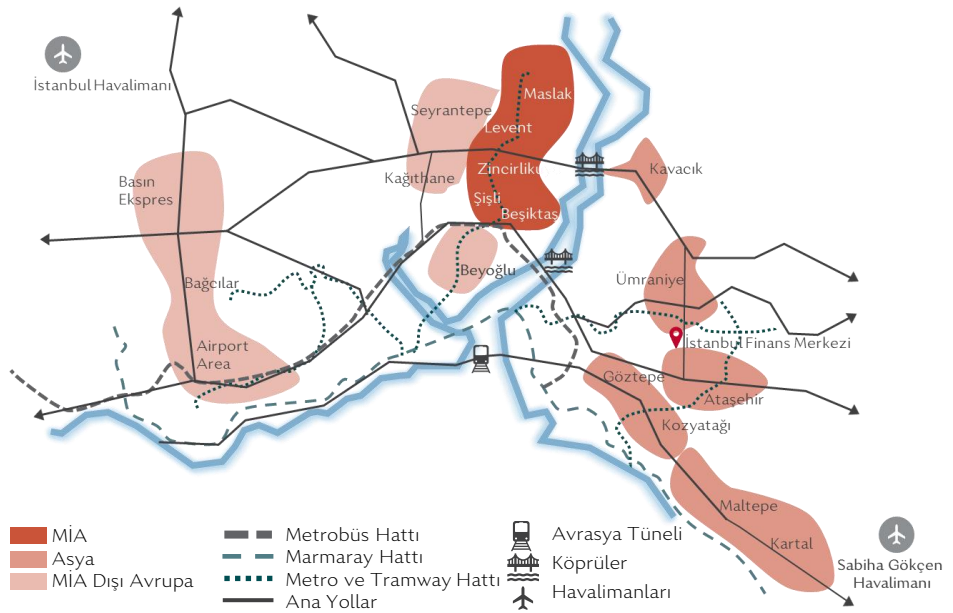 İstanbul Havalimanı
Maslak
Seyrantepe
Levent
Zincirliku
Kağıthane
Kavacık
Basın
Ekspres
Şişli
Beşiktaş
Beyoğlu
Ümraniye
Bağcılar
İstanbul Finans Merkezi
Airport
Area
Göztepe
Ataşehir
Kozyatağı
Maltepe
Kartal
Sabiha Gökçen
Havalimanı
MİA
Asya
MİA Dışı Avrupa
Metrobüs Hattı
Marmaray Hattı
Metro ve Tramway Hattı
Ana Yollar
Avrasya Tüneli
Köprüler
Havalimanları